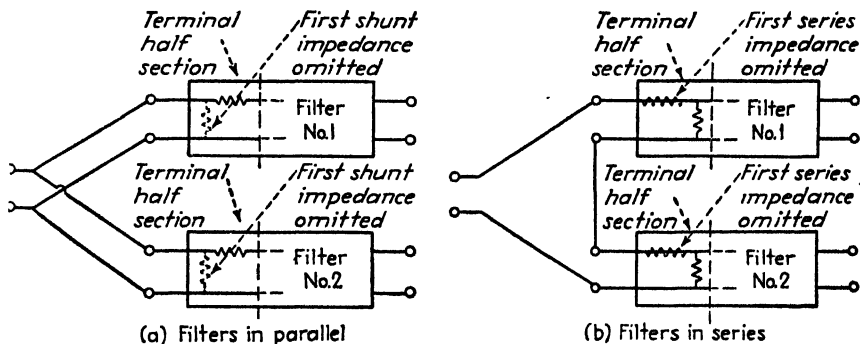 Terminal
half
section
First shunt
impedance
omitted
Filter
No.1
Terminal
half
section
First shunt
impedance
omitted
Filter
No.2
(a) Filters in parallel
Terminal
half
section
First series
impedance
omitted
Filter
No.1
Terminal
half
section
First series
impedance
omitted
Filter
No.2
(b) Filters in series